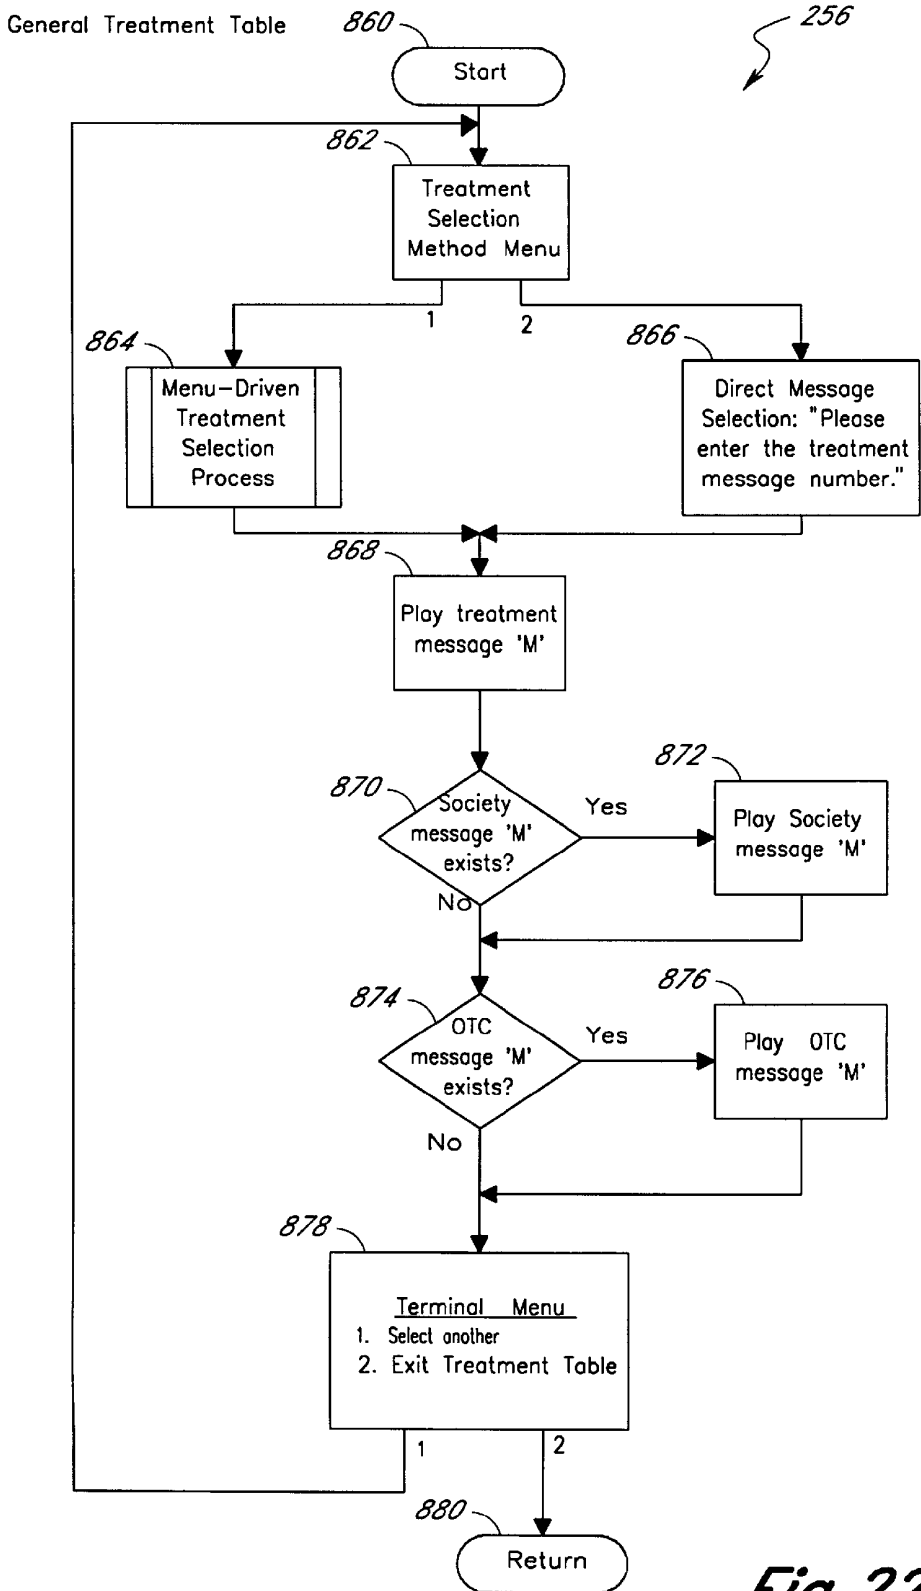 General Treatment Table
860
256
Start
862
Treatment
Selection
Method Menu
1
2
864
866
Menu-Driven
Treatment
Selection
Process
Direct Message
Selection: "Please
enter the treatment
message number."
868
Play treatment
message 'M'
870
Society
message 'M'
exists?
Yes
872
Play Society
message 'M'
No
874
OTC
message 'M'
exists?
Yes
876
Play OTC
message 'M'
No
878
Terminal Menu
1. Select another
2. Exit Treatment Table
1
2
880
Return